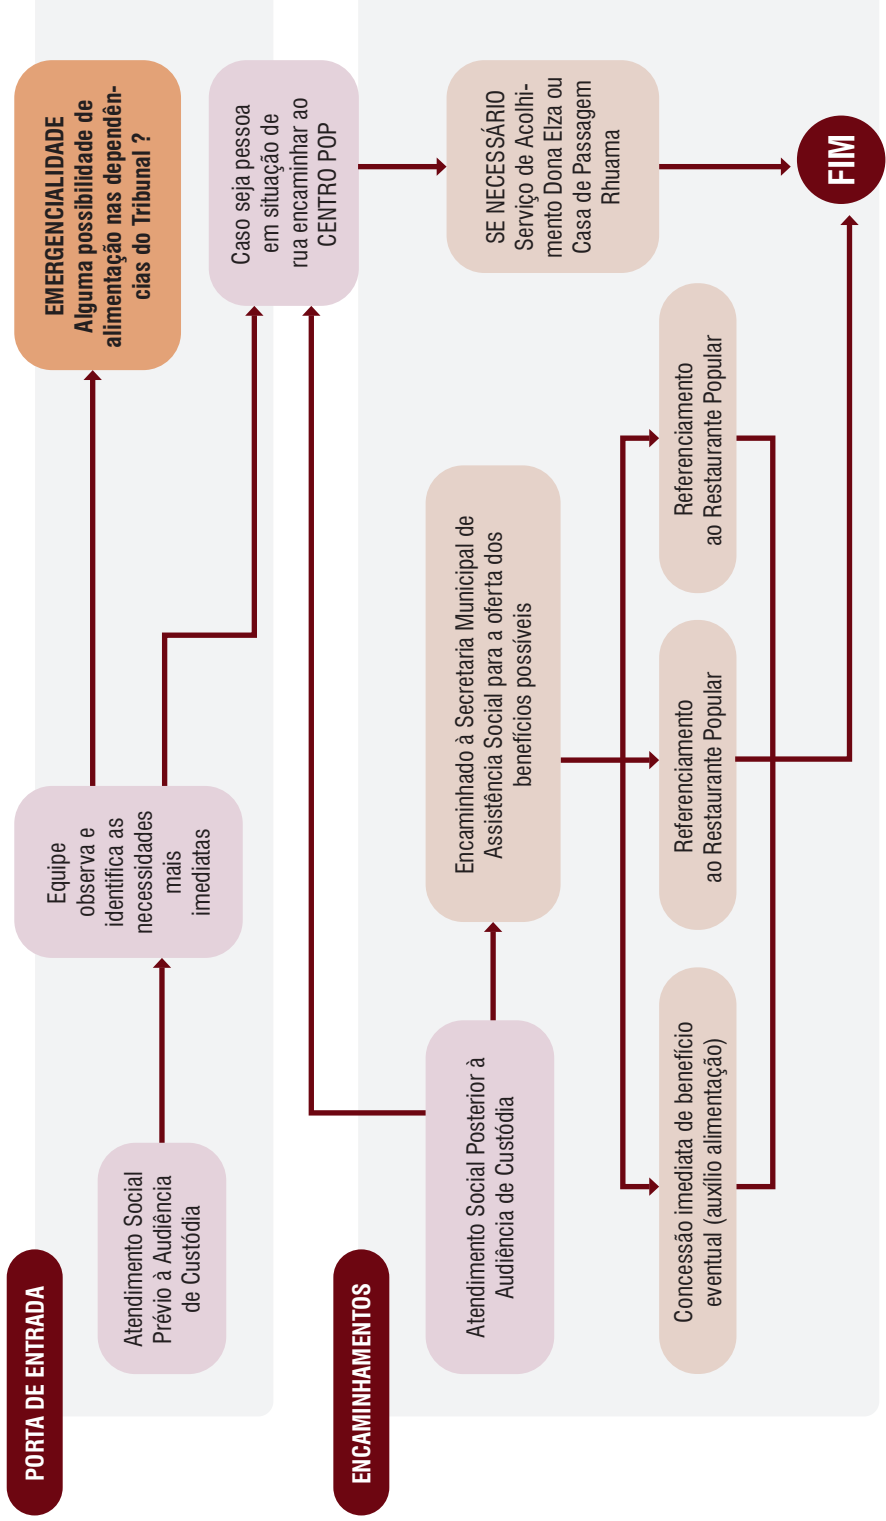 PORTA DE ENTRADA
Atendimento Social
Prévio à Audiência
de Custódia
Equipe
observa e
identifica as
necessidades
mais
imediatas
EMERGENCIALIDADE
Alguma possibilidade de
alimentação nas dependên-
cias do Tribunal ?
Caso seja pessoa
em situação de
rua encaminhar ao
CENTRO POP
ENCAMINHAMENTOS
Atendimento Social Posterior à
Audiência de Custódia
Encaminhado à Secretaria Municipal de
Assistência Social para a oferta dos
benefícios possíveis
SE NECESSÁRIO
Serviço de Acolhi-
mento Dona Elza ou
Casa de Passagem
Rhuama
Concessão imediata de benefício
eventual (auxílio alimentação)
Referenciamento
ao Restaurante Popular
Referenciamento
ao Restaurante Popular
FIM